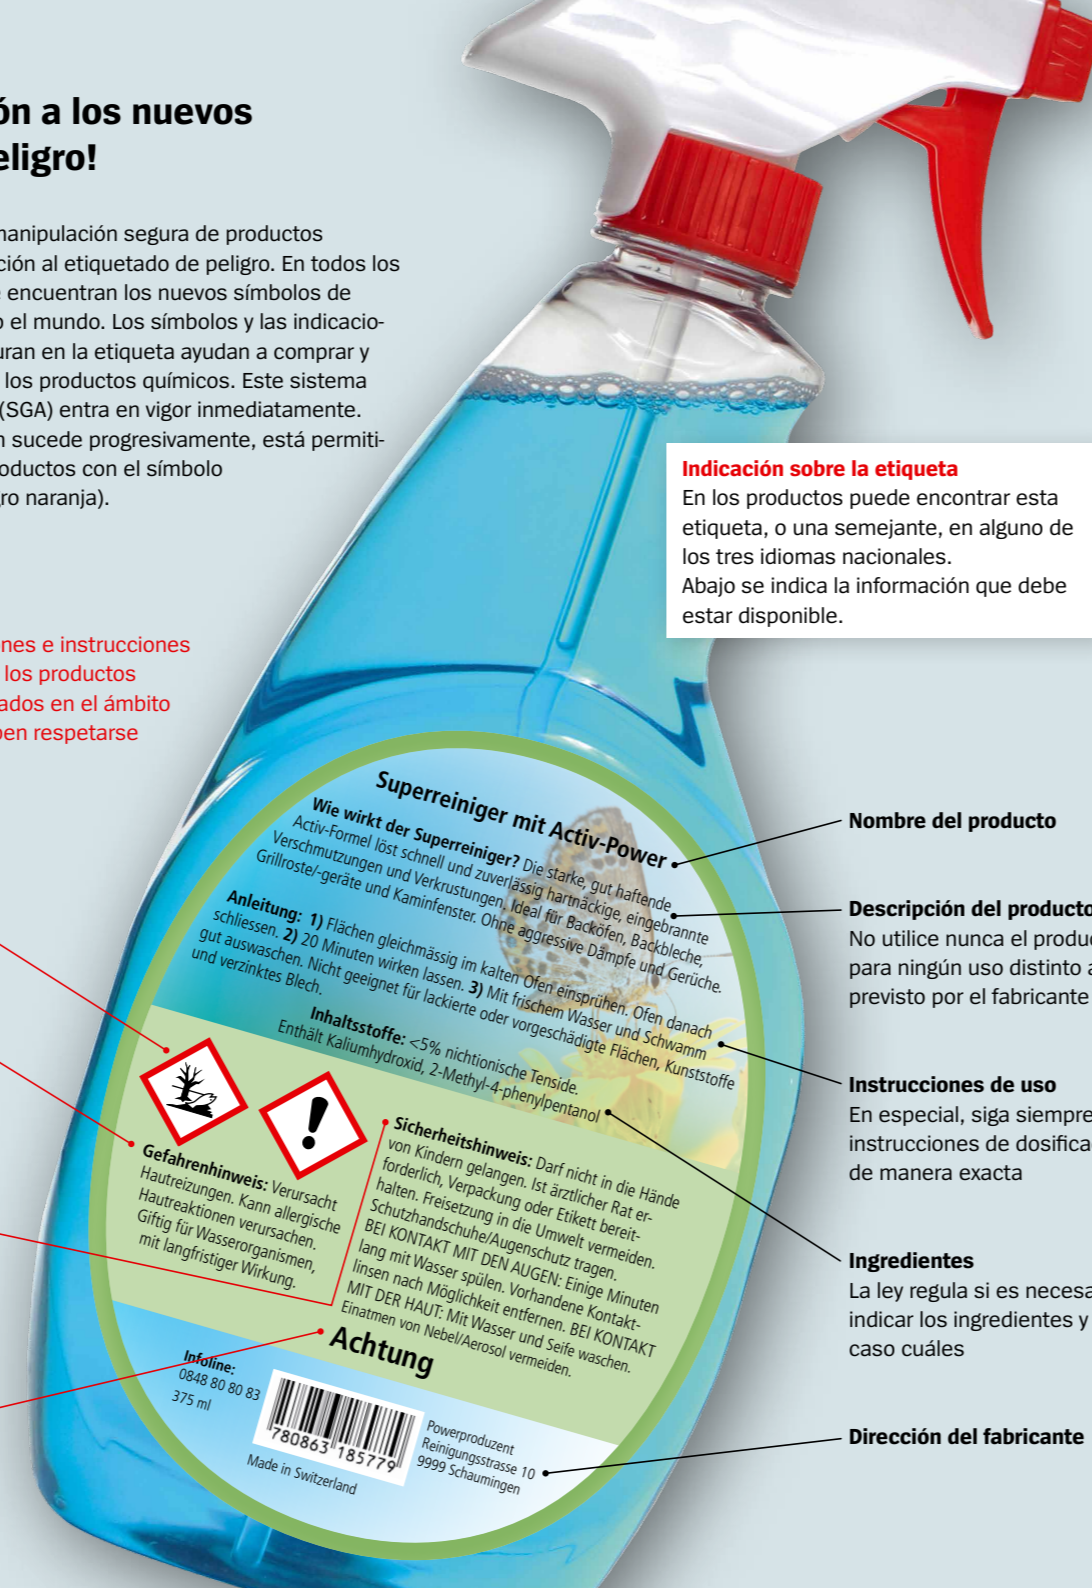 ón a los nuevos
eligro!
manipulación segura de productos
ción al etiquetado de peligro. En todos los
e encuentran los nuevos símbolos de
o el mundo. Los símbolos y las indicacio-
uran en la etiqueta ayudan a comprar y
los productos químicos. Este sistema
(SGA) entra en vigor inmediatamente.
n sucede progresivamente, está permiti-
roductos con el símbolo
gro naranja).
nes e instrucciones
los productos
ados en el ámbito
ben respetarse
Indicación sobre la etiqueta
En los productos puede encontrar esta
etiqueta, o una semejante, en alguno de
los tres idiomas nacionales.
Abajo se indica la información que debe
estar disponible.
Superreiniger mit Activ-Power
Wie wirkt der Superreiniger? Die starke, gut haftende
Activ-Formel löst schnell und zuverlässig hartnäckige, eingebrannte
Verschmutzungen und Verkrustungen. Ideal für Backöfen, Backbleche,
Grillroste/-geräte und Kaminfenster. Ohne aggressive Dämpfe und Gerüche.
Anleitung: 1) Flächen gleichmässig im kalten Ofen einsprühen. Ofen danach
schliessen. 2) 20 Minuten wirken lassen. 3) Mit frischem Wasser und Schwamm
gut auswaschen. Nicht geeignet für lackierte oder vorgeschädigte Flächen, Kunststoffe
und verzinktes Blech.
Inhaltsstoffe: <5% nichtionische Tenside.
Enthält Kaliumhydroxid, 2-Methyl-4-phenylpentanol
Gefahrenhinweis: Verursacht
Hautreizungen. Kann allergische
Hautreaktionen verursachen.
Giftig für Wasserorganismen,
mit langfristiger Wirkung.
Sicherheitshinweis: Darf nicht in die Hände
von Kindern gelangen. Ist ärztlicher Rat er-
forderlich, Verpackung oder Etikett bereit-
halten. Freisetzung in die Umwelt vermeiden.
Schutzhandschuhe/Augenschutz tragen.
BEI KONTAKT MIT DEN AUGEN: Einige Minuten
lang mit Wasser spülen. Vorhandene Kontakt-
linsen nach Möglichkeit entfernen. BEI KONTAKT
MIT DER HAUT: Mit Wasser und Seife waschen.
Einatmen von Nebel/Aerosol vermeiden.
Achtung
Infoline:
0848 80 80 83
375 ml
780863 185779
Made in Switzerland
Powerproduzent
Reinigungsstrasse 10
9999 Schaumingen
Nombre del producto
Descripción del producto
No utilice nunca el produc
para ningún uso distinto a
previsto por el fabricante
Instrucciones de uso
En especial, siga siempre
instrucciones de dosifica
de manera exacta
Ingredientes
La ley regula si es necesa
indicar los ingredientes y
caso cuáles
Dirección del fabricante